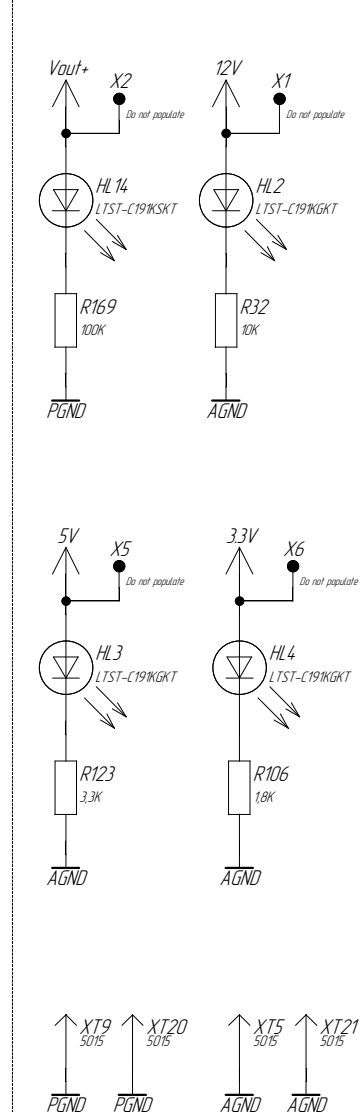 Vout+ X2 12V X1
Do not populate Do not populate
HL14 HL2
LTST-C191KSKT LTST-C191KGKT
R169 R32
100K 10K
PGND AGND
5V X5 3.3V X6
Do not populate Do not populate
HL3 HL4
LTST-C191KGKT LTST-C191KGKT
R123 R106
3,3K 1,8K
AGND AGND
XT9 XT20 XT5 XT21
5015 5015 5015 5015
PGND PGND AGND AGND